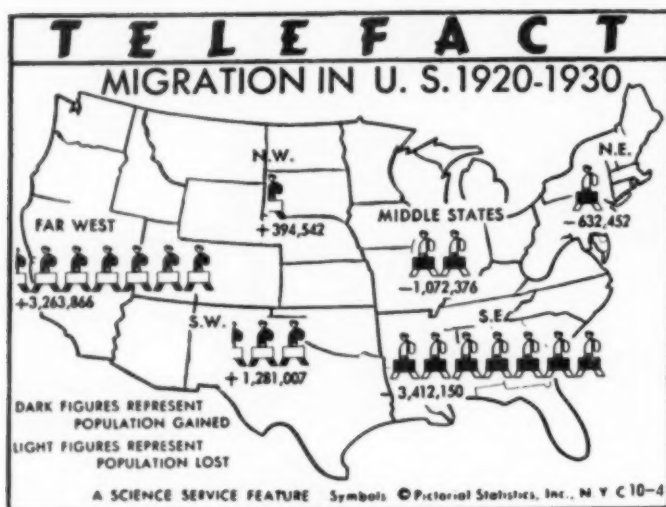 TELEFACT
MIGRATION IN U. S. 1920-1930
N.W.
+394,542
N.E.
-632,452
FAR WEST
+3,263,866
MIDDLE STATES
-1,072,376
S.W.
+1,281,007
S.E.
-3,412,150
DARK FIGURES REPRESENT
POPULATION GAINED
LIGHT FIGURES REPRESENT
POPULATION LOST
A SCIENCE SERVICE FEATURE Symbols © Pictorial Statistics, Inc., N Y C 10-4